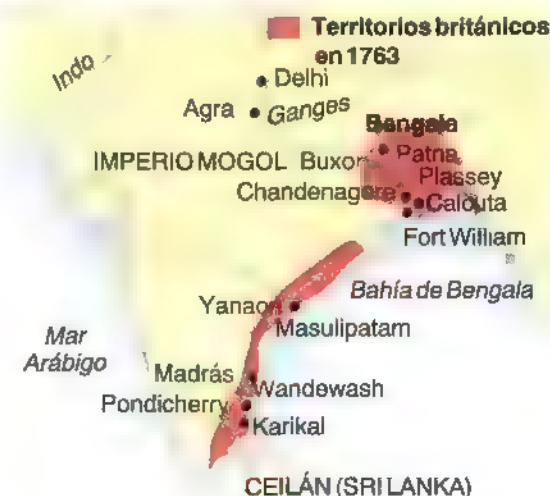 Territorios británicos
en 1763
Indo
Delhi
Agra
Ganges
Bengala
IMPERIO MOGOL Buxor
Patna
Plassey
Chandenagore
Calcuta
Fort William
Bahía de Bengala
Yanaon
Masulipatam
Mar
Arábigo
Madrás
Wandewash
Pondicherry
Karikal
CEILÁN (SRI LANKA)